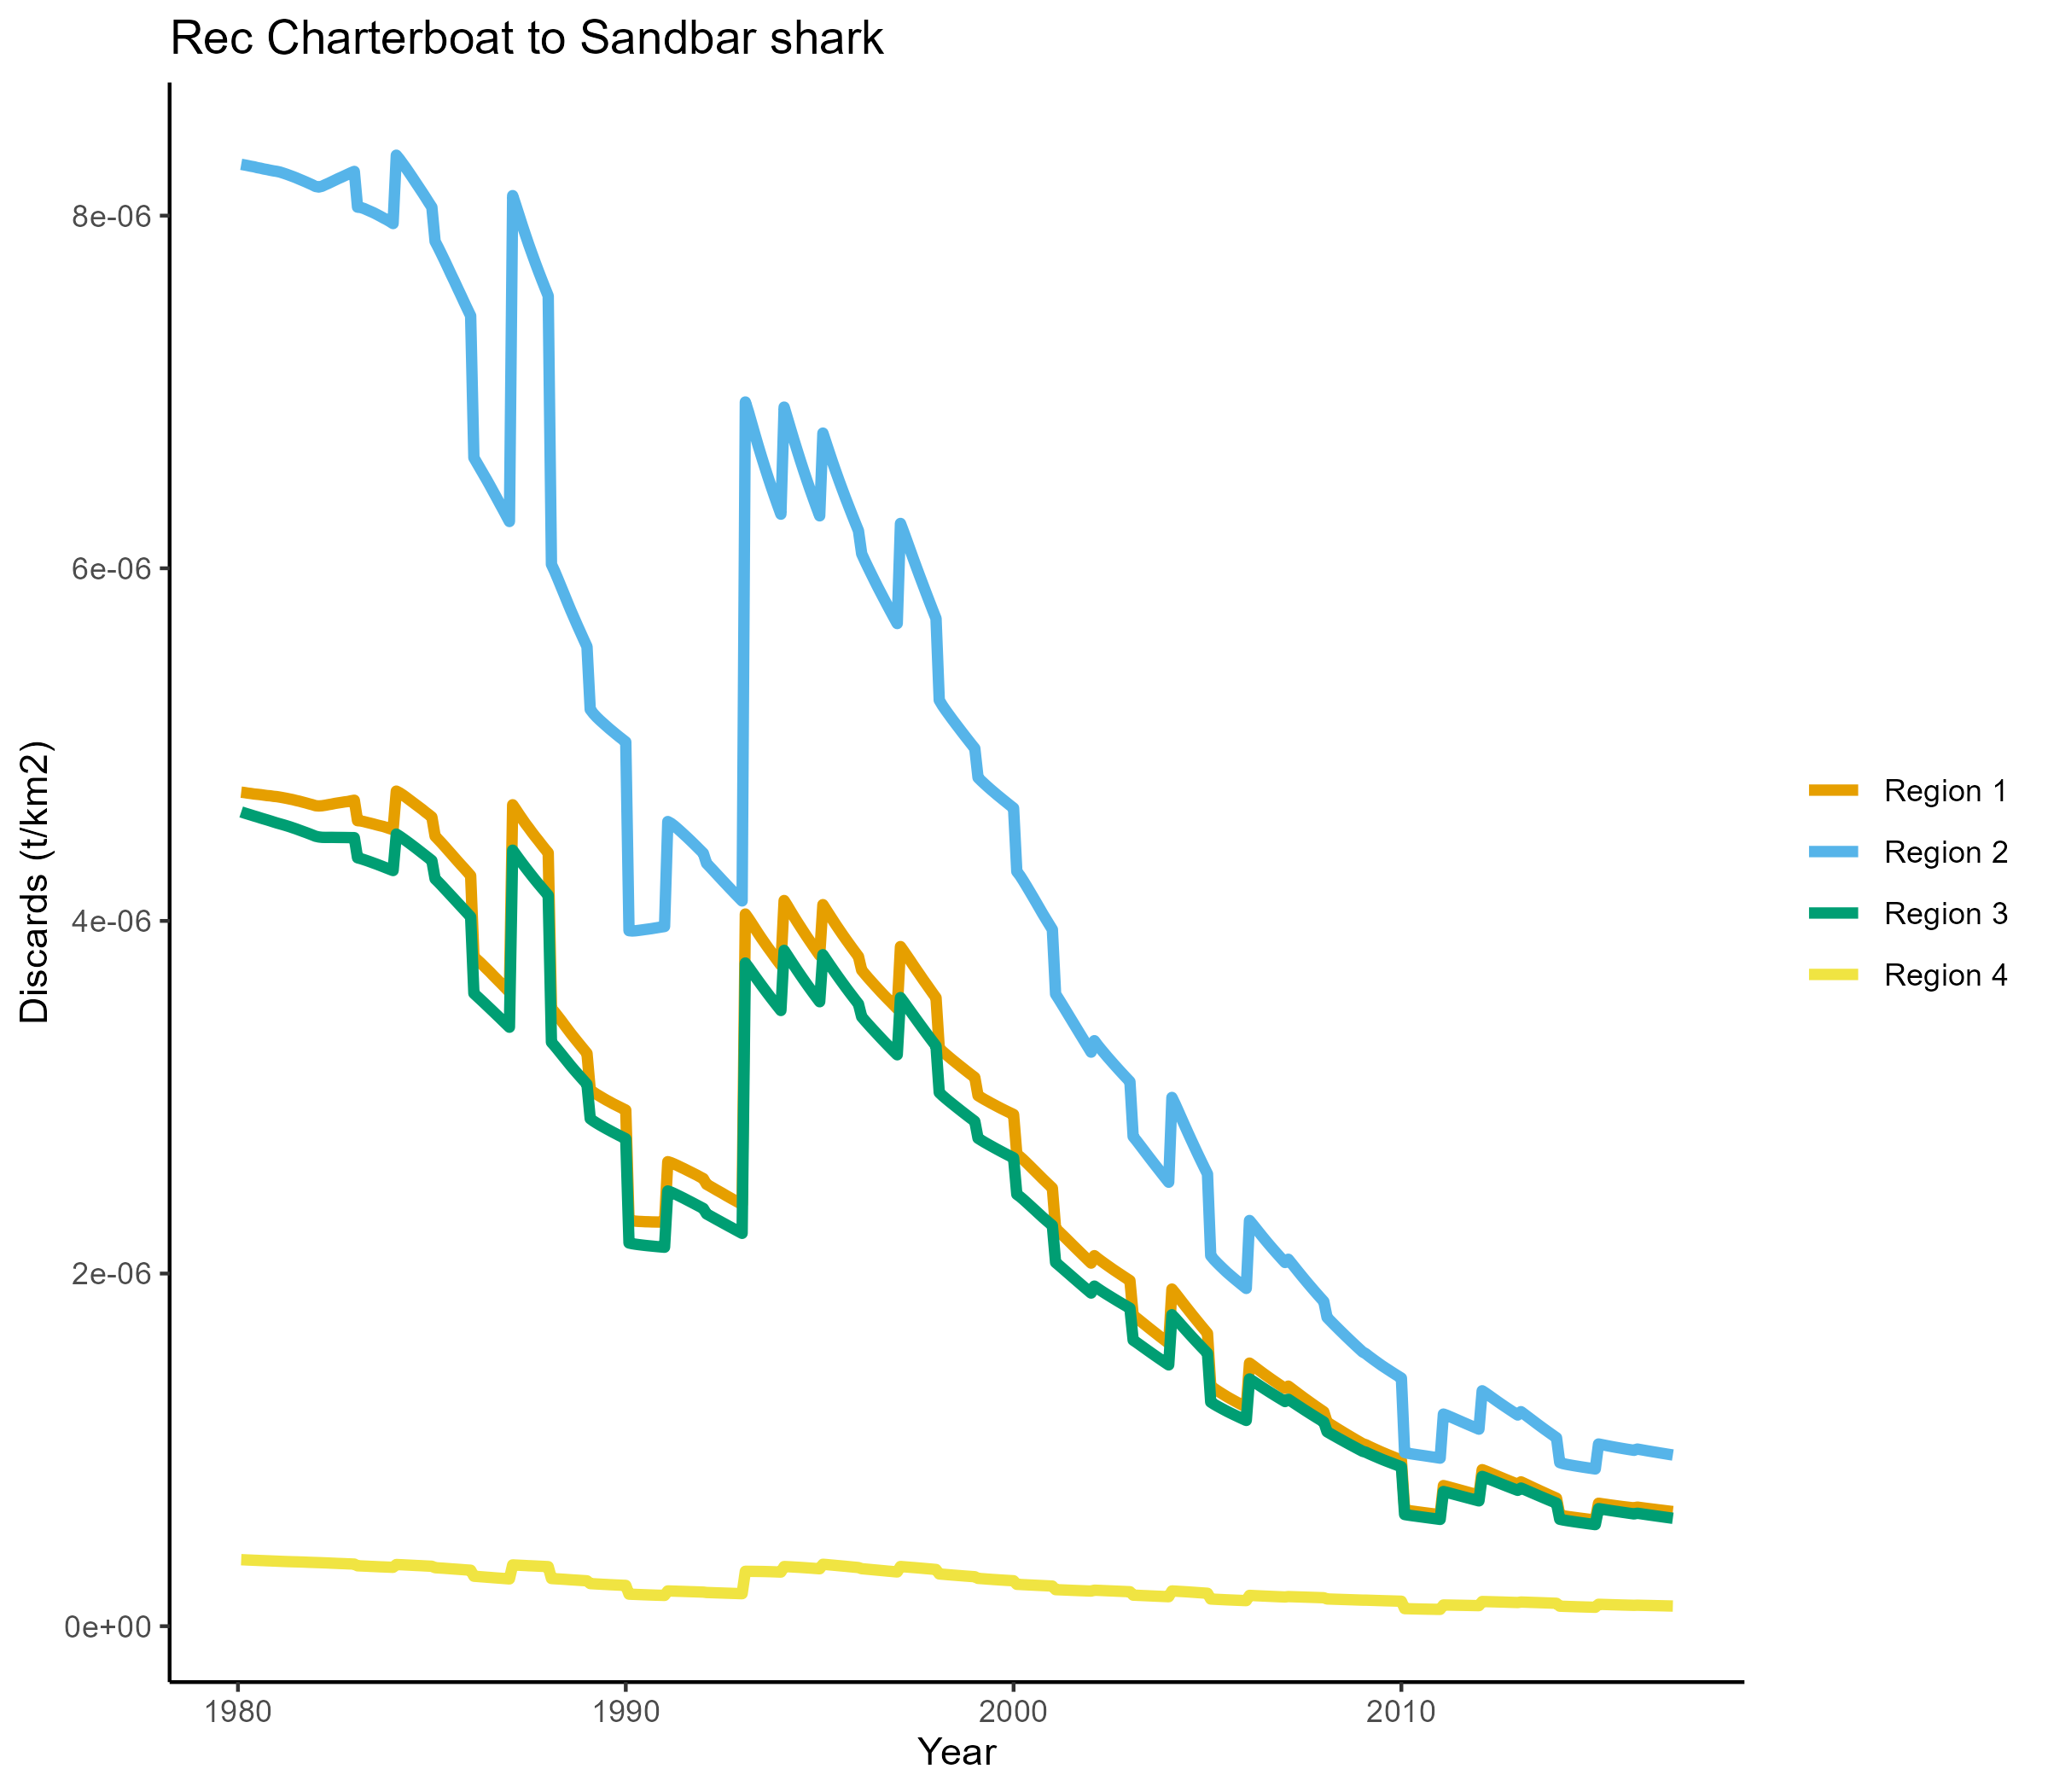 Rec Charterboat to Sandbar shark
Discards (t/km2)
8e-06
6e-06
4e-06
2e-06
0e+00
1980
1990
2000
2010
Year
Region 1
Region 2
Region 3
Region 4